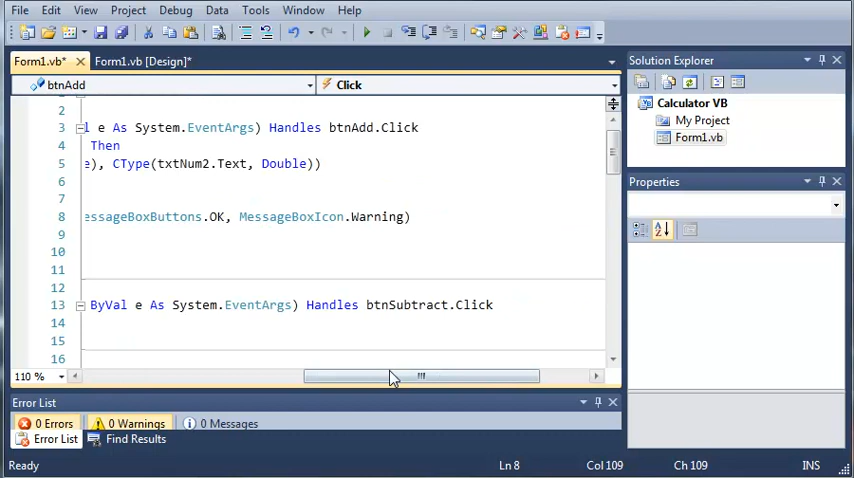 File Edit View Project Debug Data Tools Window Help
Form1.vb* Form1.vb [Design]*
btnAdd Click
2
3 l e As System.EventArgs) Handles btnAdd.Click
4 Then
5 e), CType(txtNum2.Text, Double))
6
7
8 essageBoxButtons.OK, MessageBoxIcon.Warning)
9
10
11
12
13 ByVal e As System.EventArgs) Handles btnSubtract.Click
14
15
16
110 %
Solution Explorer
Calculator VB
My Project
Form1.vb
Properties
Error List
0 Errors 0 Warnings 0 Messages
Error List Find Results
Ready Ln 8 Col 109 Ch 109 INS